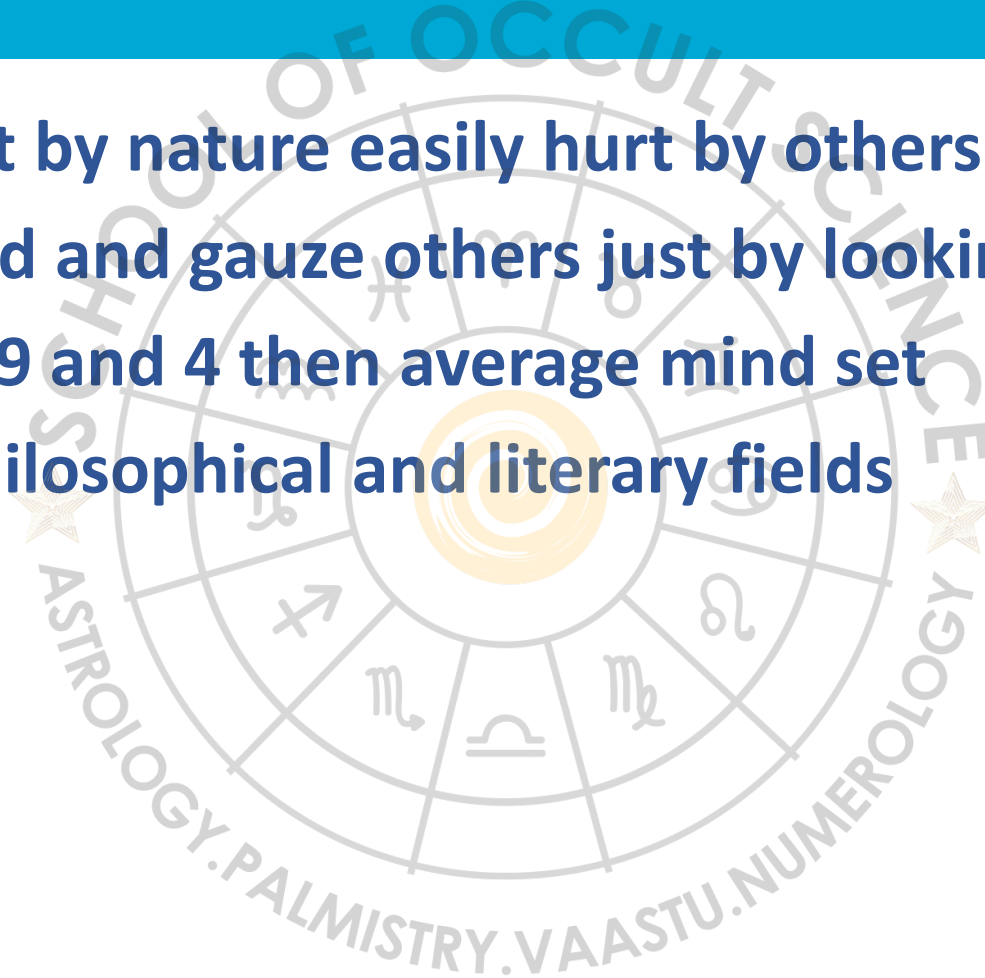 t by nature easily hurt by others
d and gauze others just by lookin
9 and 4 then average mind set
ilosophical and literary fields
SCHOOL OF OCCULT SCIENCE
ASTROLOGY.PALMISTRY.VAASTU.NUMEROLOGY